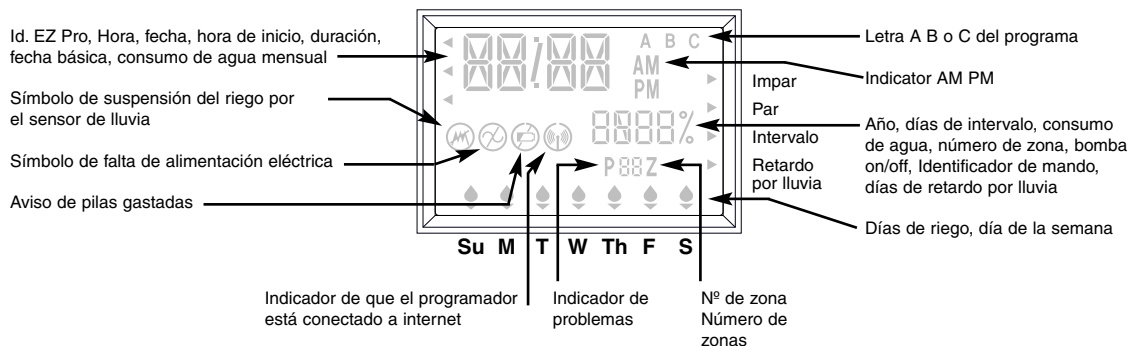 Id. EZ Pro, Hora, fecha, hora de inicio, duración,
fecha básica, consumo de agua mensual
Símbolo de suspensión del riego por
el sensor de lluvia
Símbolo de falta de alimentación eléctrica
Aviso de pilas gastadas
88:88
A B C
AM
PM
8888%
P 88 Z
Impar
Par
Intervalo
Retardo
por lluvia
Letra A B o C del programa
Indicator AM PM
Año, días de intervalo, consumo
de agua, número de zona, bomba
on/off, Identificador de mando,
días de retardo por lluvia
Días de riego, día de la semana
Su M T W Th F S
Indicador de que el programador
está conectado a internet
Indicador de
problemas
Nº de zona
Número de
zonas